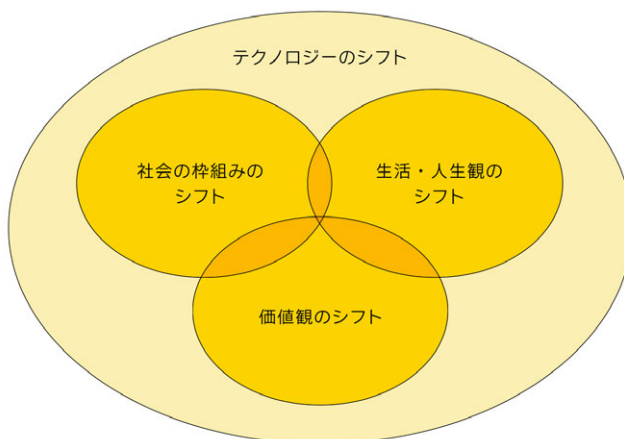 テクノロジーのシフト
社会の枠組みの
シフト
生活・人生観の
シフト
価値観のシフト